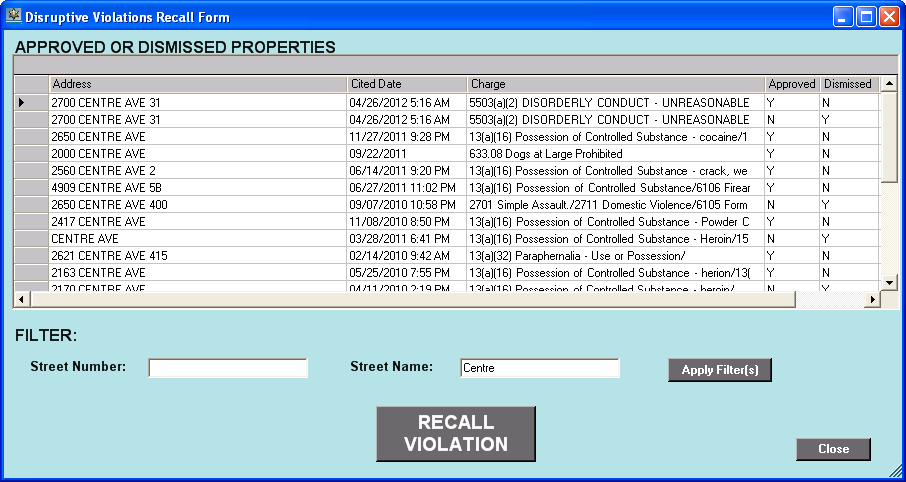 Disruptive Violations Recall Form
APPROVED OR DISMISSED PROPERTIES
Address Cited Date Charge Approved Dismissed
2700 CENTRE AVE 31 04/26/2012 5:16 AM 5503(a)(2) DISORDERLY CONDUCT - UNREASONABLE Y N
2700 CENTRE AVE 31 04/26/2012 5:16 AM 5503(a)(2) DISORDERLY CONDUCT - UNREASONABLE N Y
2650 CENTRE AVE 11/27/2011 9:28 PM 13(a)(16) Possession of Controlled Substance - cocaine/1 Y N
2000 CENTRE AVE 09/22/2011 633.08 Dogs at Large Prohibited Y N
2560 CENTRE AVE 2 06/14/2011 9:20 PM 13(a)(16) Possession of Controlled Substance - crack, we Y N
4909 CENTRE AVE 5B 06/27/2011 11:02 PM 13(a)(16) Possession of Controlled Substance/6106 Firear Y N
2650 CENTRE AVE 400 09/07/2010 10:58 PM 2701 Simple Assault./2711 Domestic Violence/6105 Form N Y
2417 CENTRE AVE 11/08/2010 8:50 PM 13(a)(16) Possession of Controlled Substance - Powder C Y N
CENTRE AVE 03/28/2011 6:41 PM 13(a)(16) Possession of Controlled Substance - Heroin/15 N Y
2621 CENTRE AVE 415 02/14/2010 9:42 AM 13(a)(32) Paraphernalia - Use or Possession/ Y N
2163 CENTRE AVE 05/25/2010 7:55 PM 13(a)(16) Possession of Controlled Substance - herion/13( Y N
2170 CENTRE AVE 04/11/2010 2:19 PM 13(a)(16) Possession of Controlled Substance - heroin/ N Y
FILTER:
Street Number: Street Name: Centre Apply Filter(s)
RECALL
VIOLATION
Close